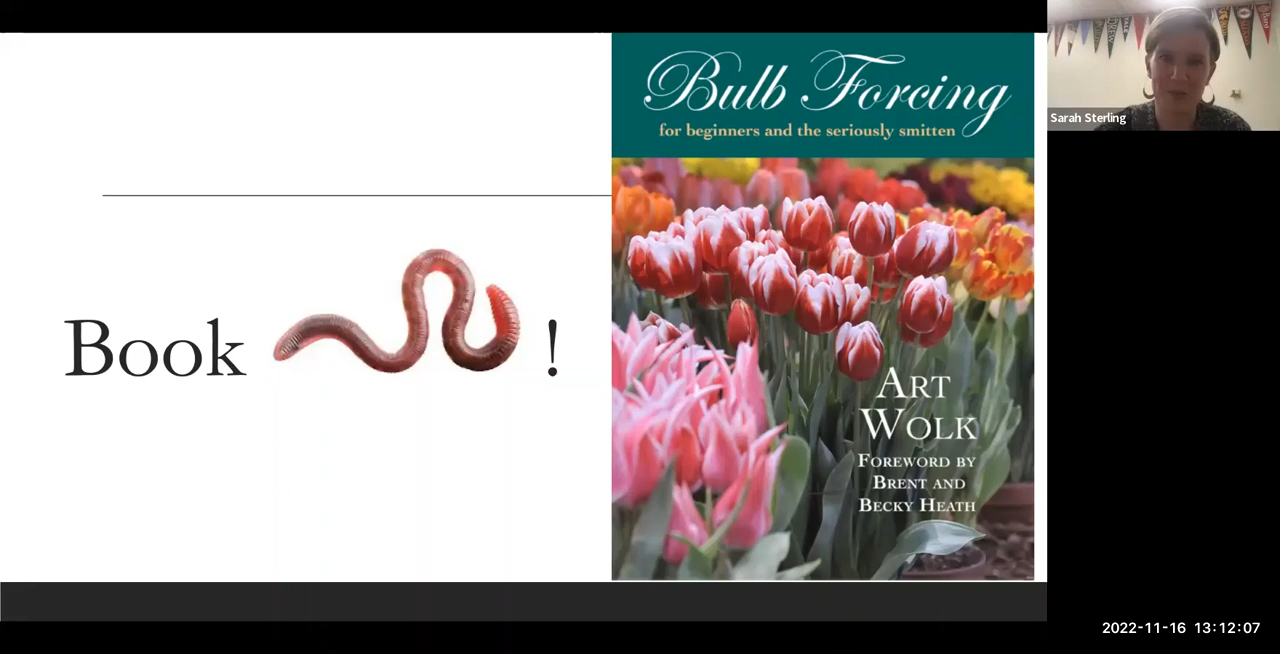 Book !
Bulb Forcing
for beginners and the seriously smitten
ART
WOLK
FOREWORD BY
BRENT AND
BECKY HEATH
Sarah Sterling
2022-11-16 13:12:07